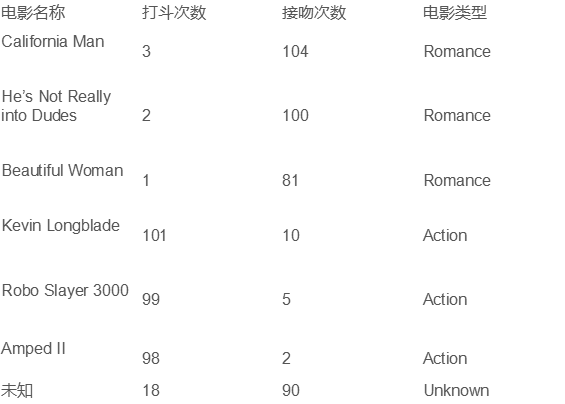 电影名称 打斗次数 接吻次数 电影类型
California Man 3 104 Romance
He's Not Really
into Dudes 2 100 Romance
Beautiful Woman 1 81 Romance
Kevin Longblade 101 10 Action
Robo Slayer 3000 99 5 Action
Amped II 98 2 Action
未知 18 90 Unknown